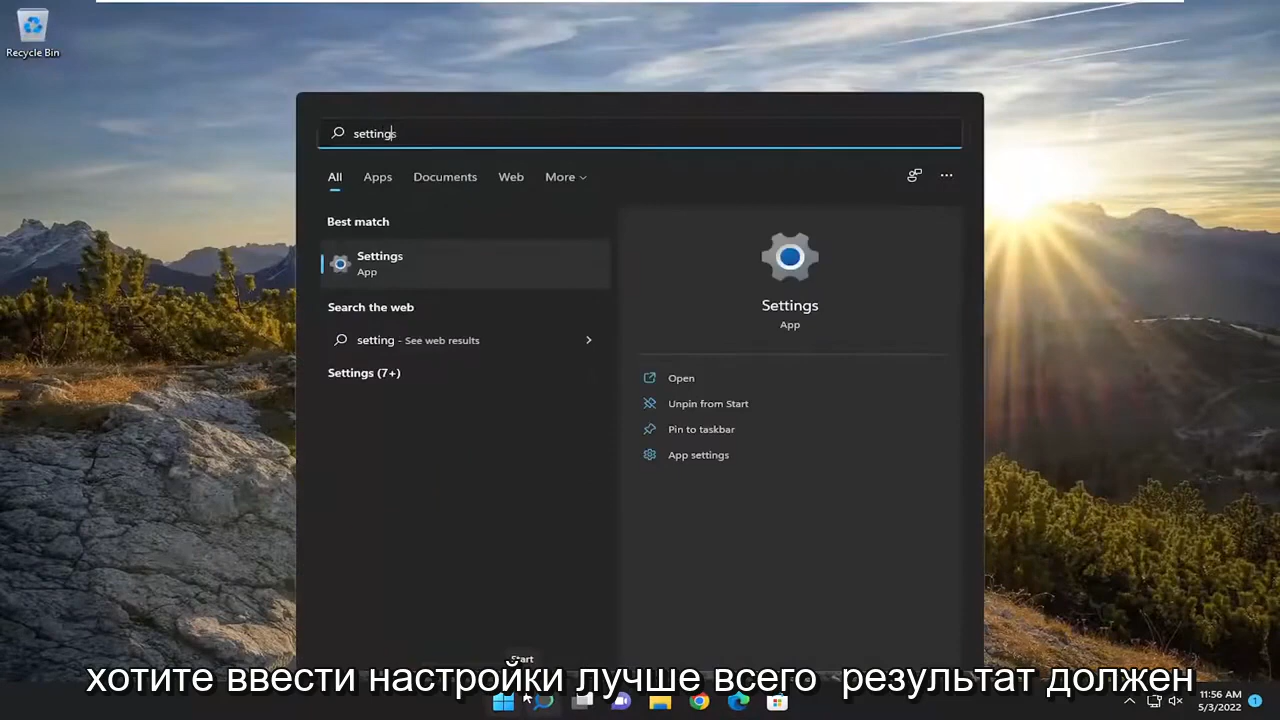 Recycle Bin
settings
All Apps Documents Web More
Best match
Settings
App
Search the web
setting - See web results
Settings (7+)
Settings
App
Open
Unpin from Start
Pin to taskbar
App settings
Start
хотите ввести настройки лучше всего результат должен
11:56 AM
5/3/2022
1